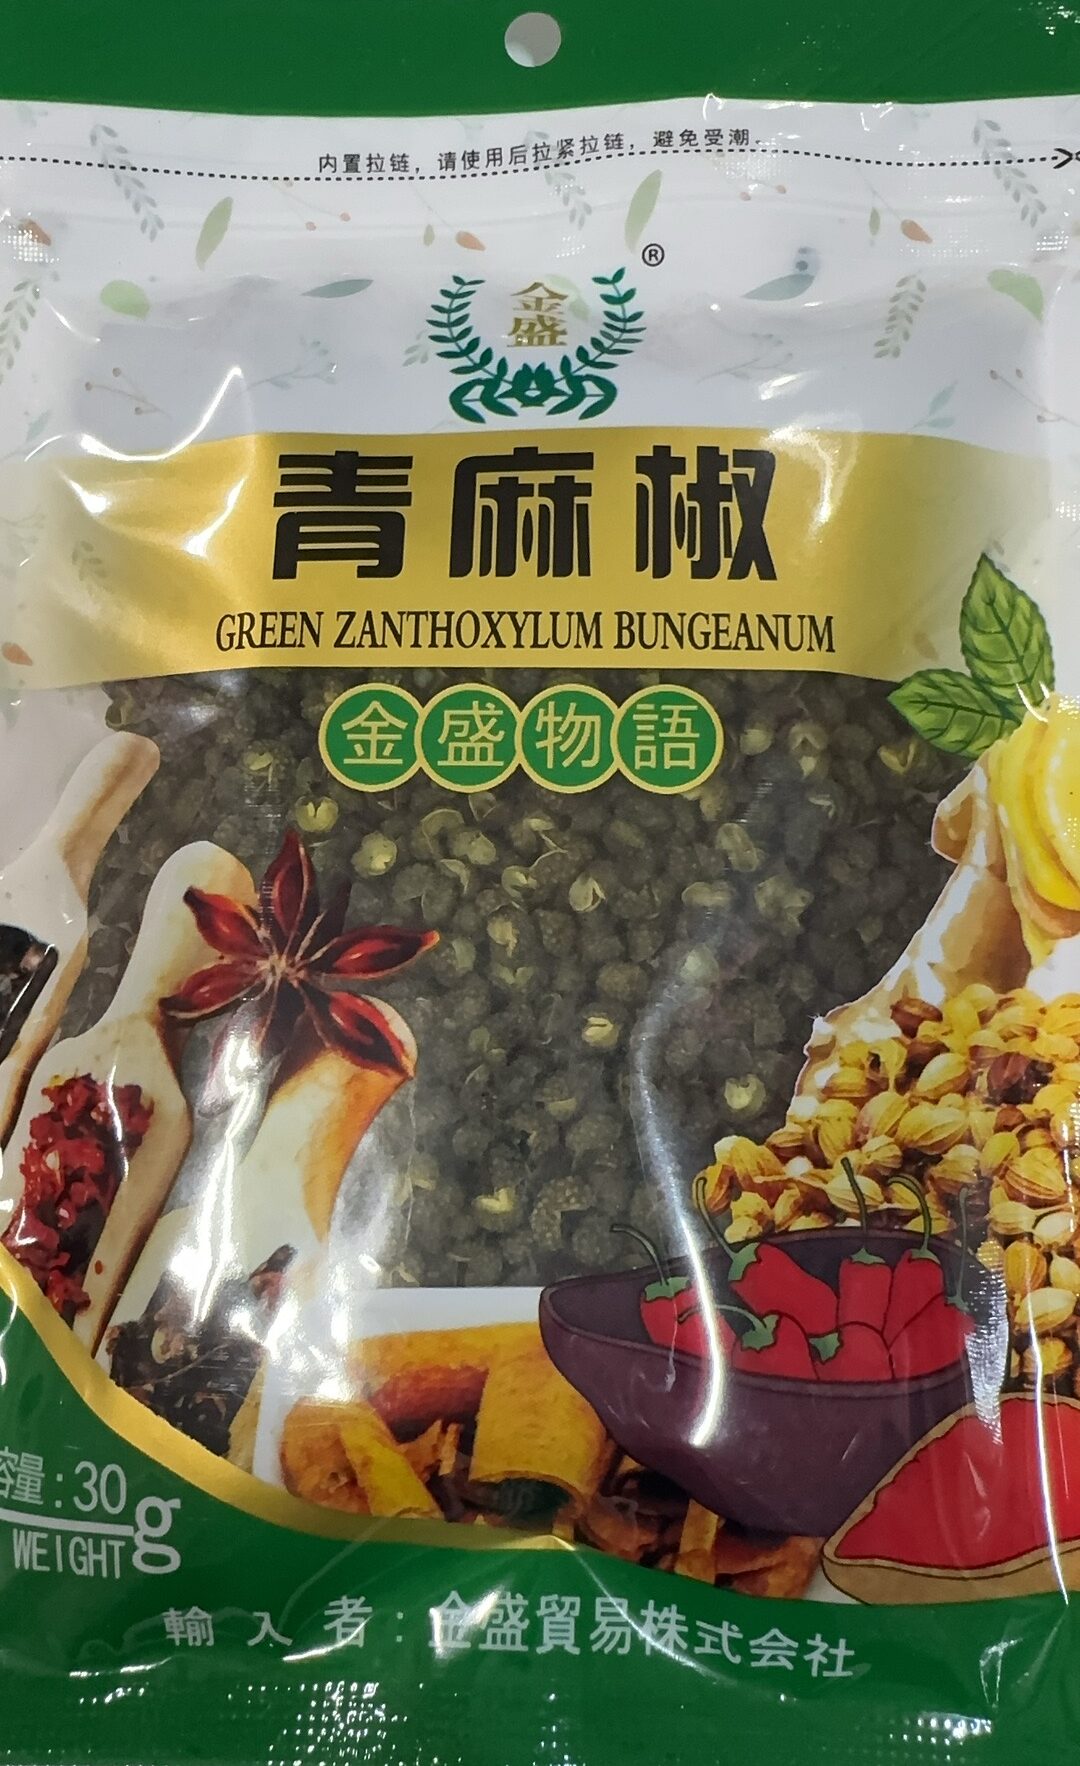 内置拉链，请使用后拉紧拉链，避免受潮。
®
金
盛
青麻椒
GREEN ZANTHOXYLUM BUNGEANUM
金盛物語
容量:30g
WEIGHT
輸入者:金盛貿易株式会社